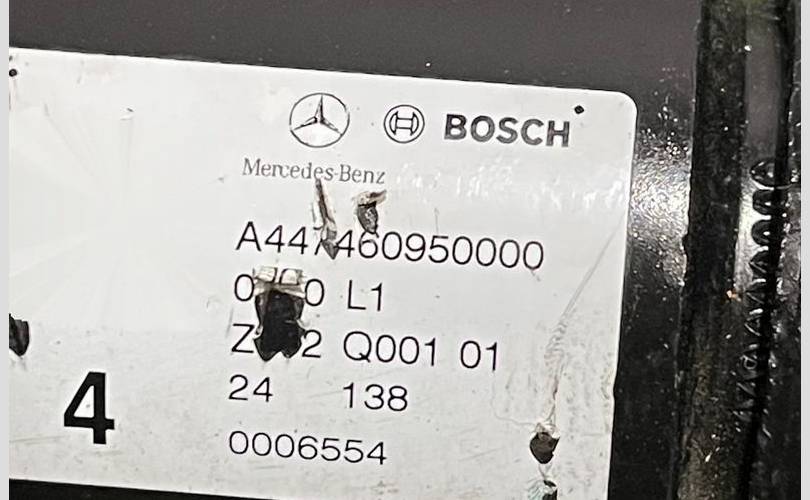 BOSCH
Mercedes-Benz
A447460950000
L1
Q001 01
24 138
0006554
4